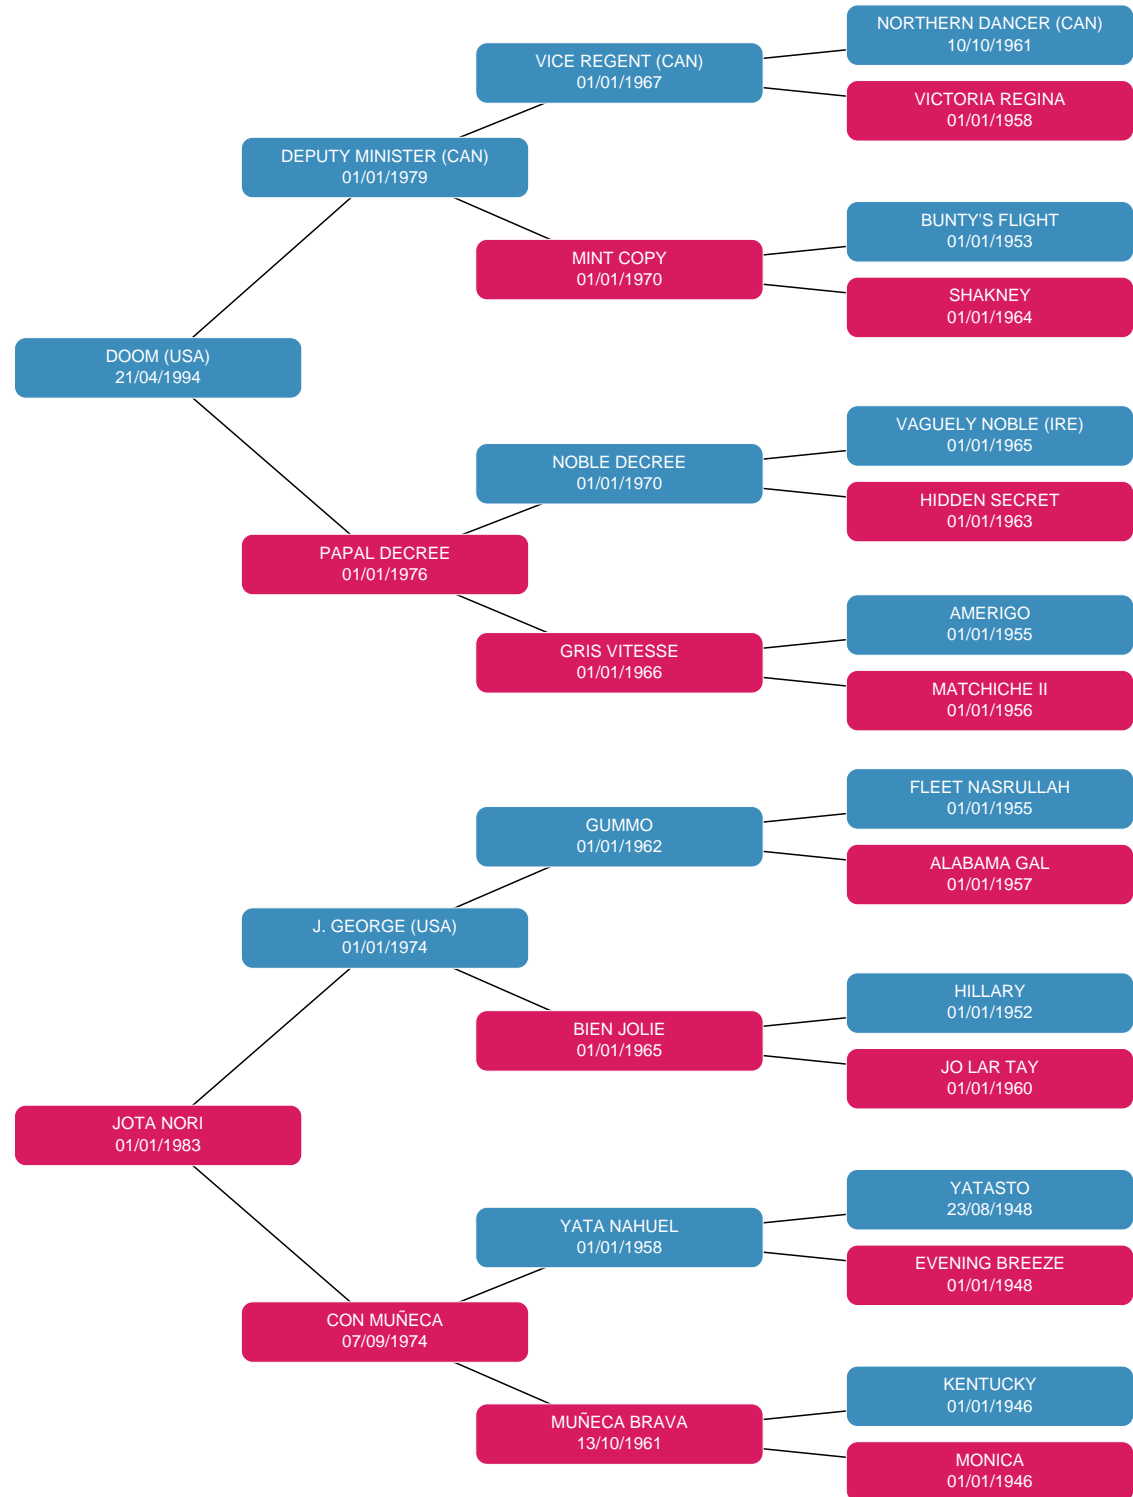 NORTHERN DANCER (CAN)
10/10/1961
VICE REGENT (CAN)
01/01/1967
VICTORIA REGINA
01/01/1958
DEPUTY MINISTER (CAN)
01/01/1979
BUNTY'S FLIGHT
01/01/1953
MINT COPY
01/01/1970
SHAKNEY
01/01/1964
DOOM (USA)
21/04/1994
VAGUELY NOBLE (IRE)
01/01/1965
NOBLE DECREE
01/01/1970
HIDDEN SECRET
01/01/1963
PAPAL DECREE
01/01/1976
AMERIGO
01/01/1955
GRIS VITESSE
01/01/1966
MATCHICHE II
01/01/1956
FLEET NASRULLAH
01/01/1955
GUMMO
01/01/1962
ALABAMA GAL
01/01/1957
J. GEORGE (USA)
01/01/1974
HILLARY
01/01/1952
BIEN JOLIE
01/01/1965
JO LAR TAY
01/01/1960
JOTA NORI
01/01/1983
YATASTO
23/08/1948
YATA NAHUEL
01/01/1958
EVENING BREEZE
01/01/1948
CON MUÑECA
07/09/1974
KENTUCKY
01/01/1946
MUÑECA BRAVA
13/10/1961
MONICA
01/01/1946